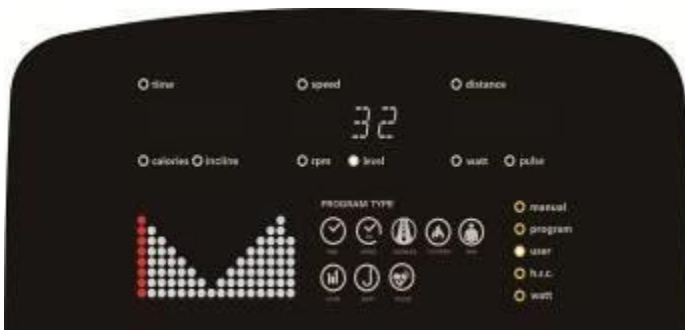 time speed distance
32
calories incline rpm level watt pulse
PROGRAM TYPE
manual
program
user
h.r.c.
watt